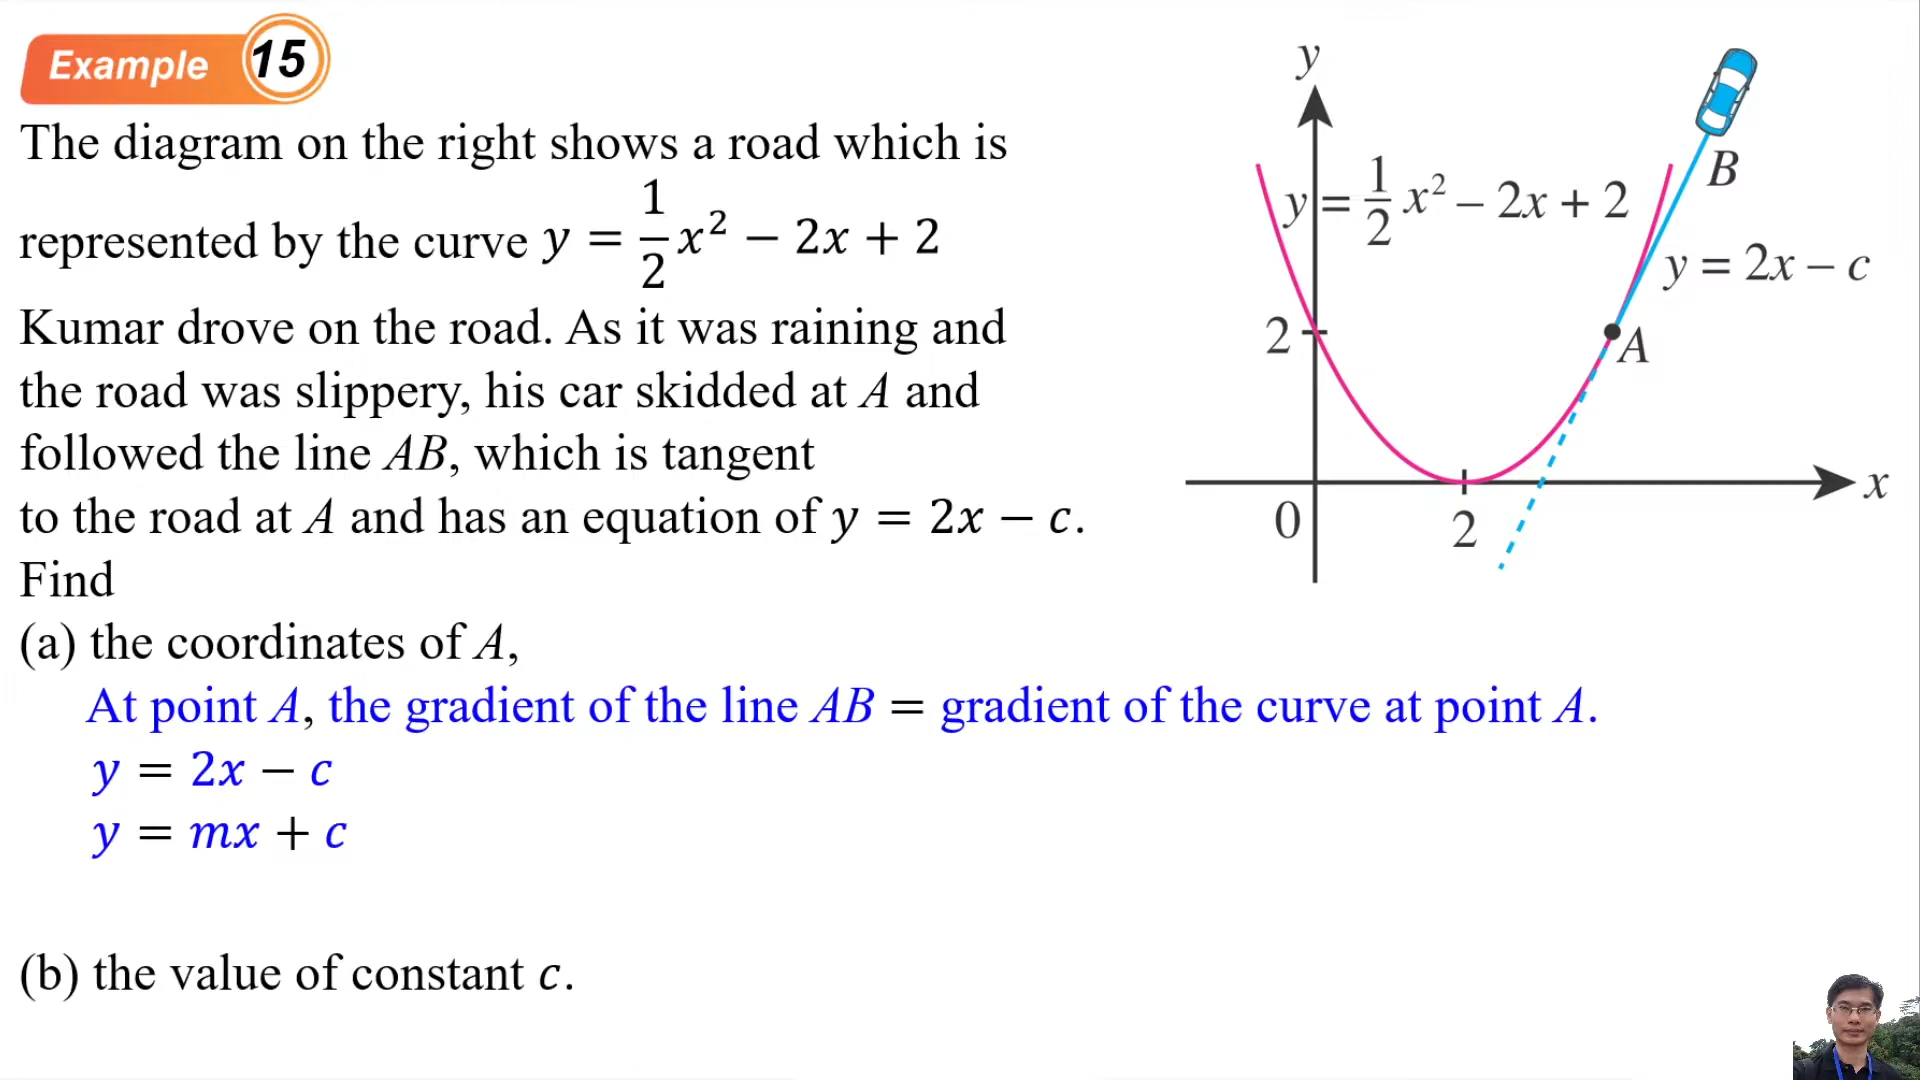 Example 15
The diagram on the right shows a road which is
represented by the curve y = 1/2 x² − 2x + 2
Kumar drove on the road. As it was raining and
the road was slippery, his car skidded at A and
followed the line AB, which is tangent
to the road at A and has an equation of y = 2x − c.
Find
(a) the coordinates of A,
At point A, the gradient of the line AB = gradient of the curve at point A.
y = 2x − c
y = mx + c
(b) the value of constant c.
y
B
y = 1/2 x² – 2x + 2
y = 2x – c
2
A
x
0
2